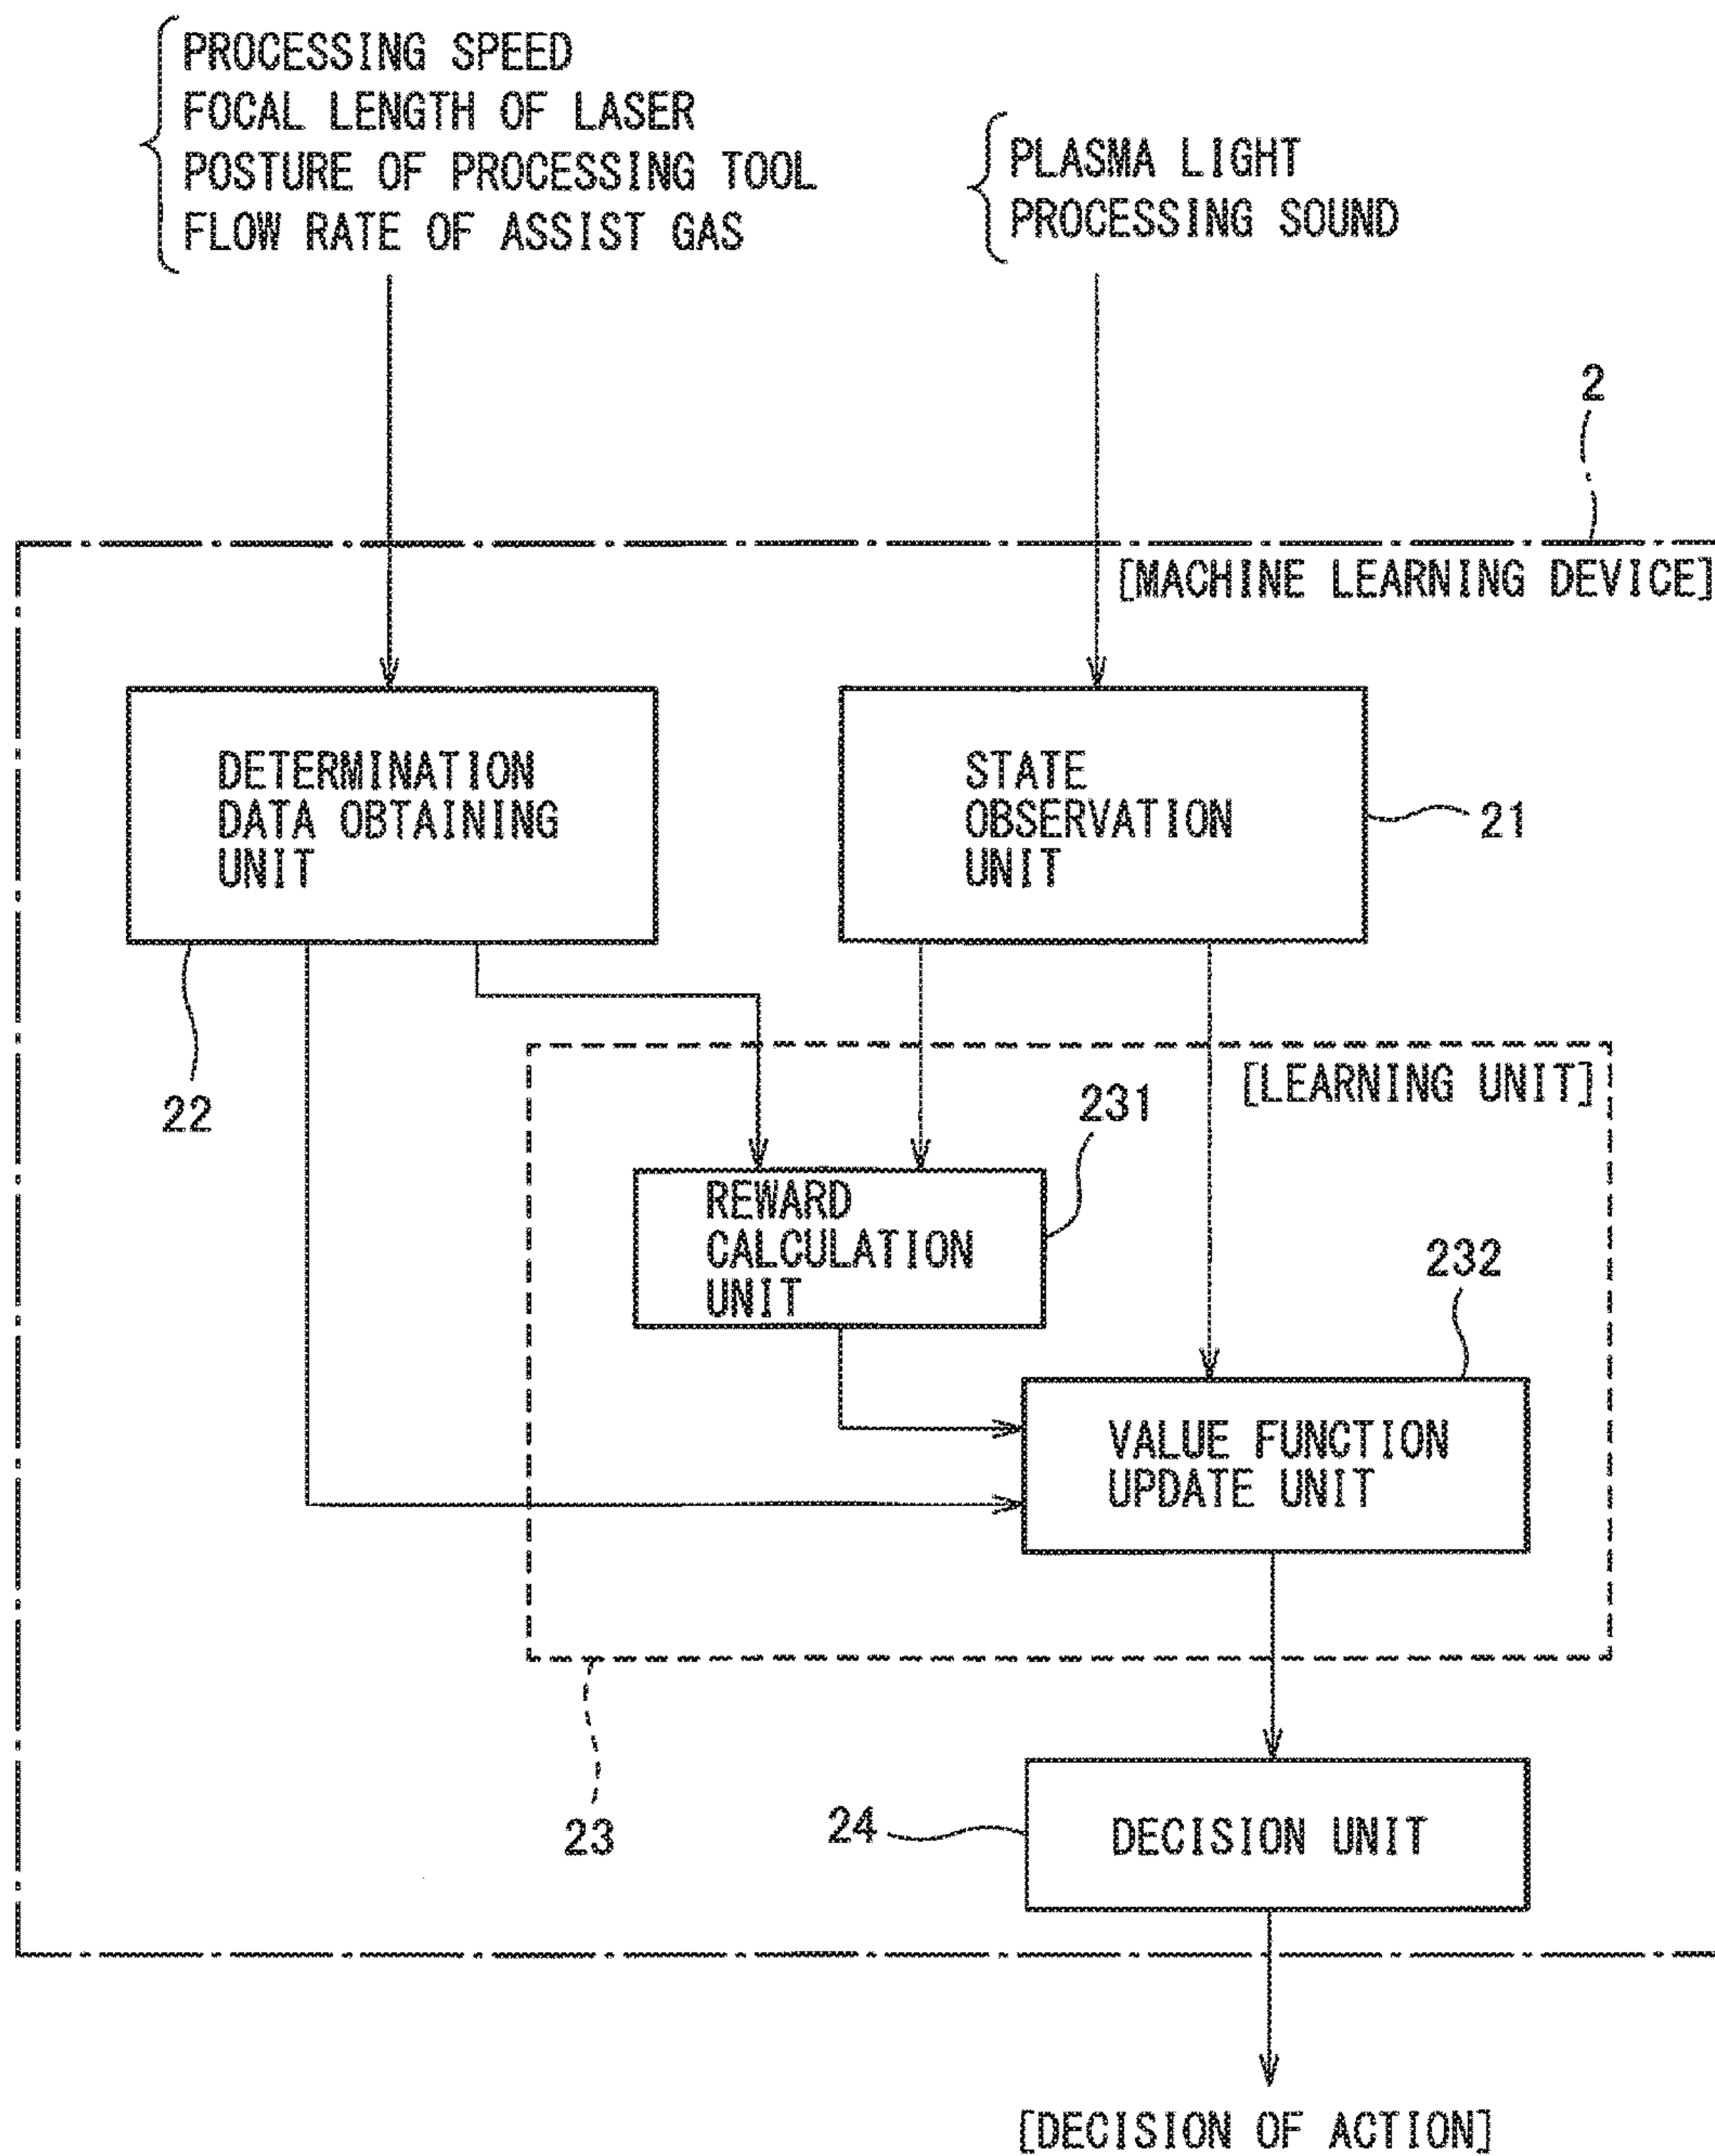 PROCESSING SPEED
FOCAL LENGTH OF LASER
POSTURE OF PROCESSING TOOL
FLOW RATE OF ASSIST GAS
PLASMA LIGHT
PROCESSING SOUND
2
[MACHINE LEARNING DEVICE]
DETERMINATION
DATA OBTAINING
UNIT
STATE
OBSERVATION
UNIT
21
22
[LEARNING UNIT]
231
REWARD
CALCULATION
UNIT
232
VALUE FUNCTION
UPDATE UNIT
23
24
DECISION UNIT
[DECISION OF ACTION]